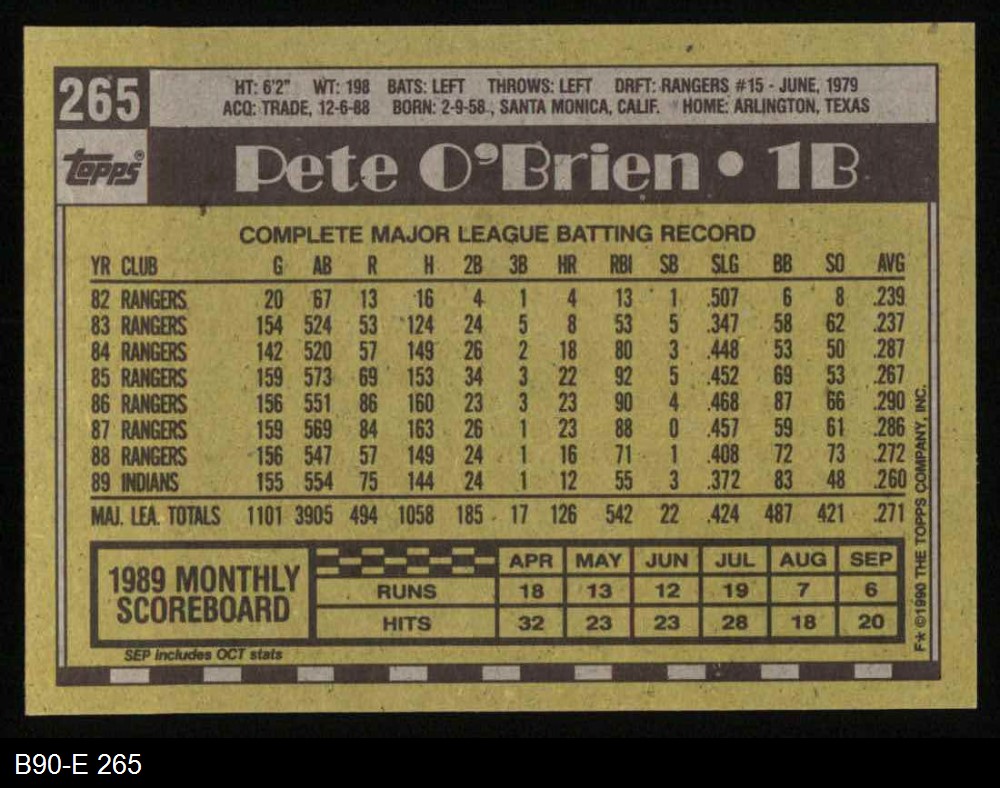 265
HT: 6'2" WT: 198 BATS: LEFT THROWS: LEFT DRFT: RANGERS #15 - JUNE, 1979
ACQ: TRADE, 12-6-88 BORN: 2-9-58, SANTA MONICA, CALIF. HOME: ARLINGTON, TEXAS
topps®
Pete O'Brien • 1B
COMPLETE MAJOR LEAGUE BATTING RECORD
YR CLUB G AB R H 2B 3B HR RBI SB SLG BB SO AVG
82 RANGERS 20 67 13 16 4 1 4 13 1 .507 6 8 .239
83 RANGERS 154 524 53 124 24 5 8 53 5 .347 58 62 .237
84 RANGERS 142 520 57 149 26 2 18 80 3 .448 53 50 .287
85 RANGERS 159 573 69 153 34 3 22 92 5 .452 69 53 .267
86 RANGERS 156 551 86 160 23 3 23 90 4 .468 87 66 .290
87 RANGERS 159 569 84 163 26 1 23 88 0 .457 59 61 .286
88 RANGERS 156 547 57 149 24 1 16 71 1 .408 72 73 .272
89 INDIANS 155 554 75 144 24 1 12 55 3 .372 83 48 .260
MAJ. LEA. TOTALS 1101 3905 494 1058 185 17 126 542 22 .424 487 421 .271
1989 MONTHLY SCOREBOARD
APR MAY JUN JUL AUG SEP
RUNS 18 13 12 19 7 6
HITS 32 23 23 28 18 20
SEP includes OCT stats
F* ©1990 THE TOPPS COMPANY, INC.
B90-E 265